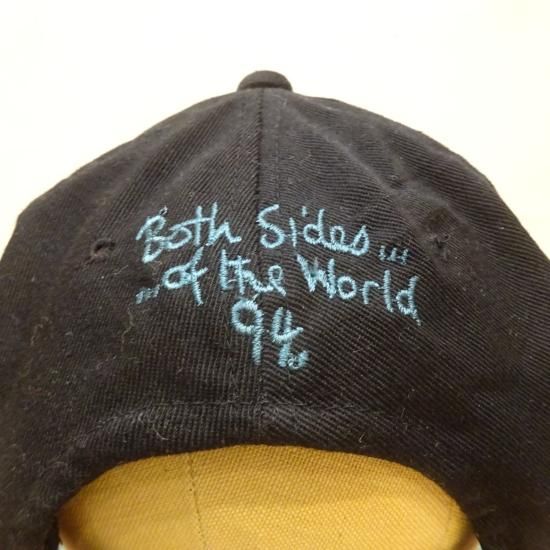 Both Sides...
...of the World
94